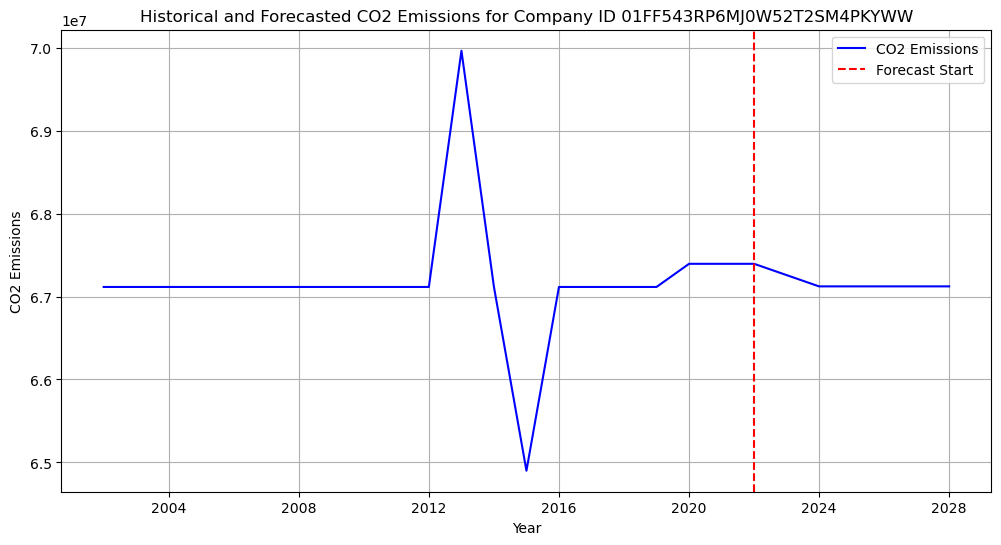 Historical and Forecasted CO2 Emissions for Company ID 01FF543RP6MJ0W52T2SM4PKYWW
1e7
7.0
6.9
6.8
6.7
6.6
6.5
CO2 Emissions
CO2 Emissions
Forecast Start
2004
2008
2012
2016
2020
2024
2028
Year